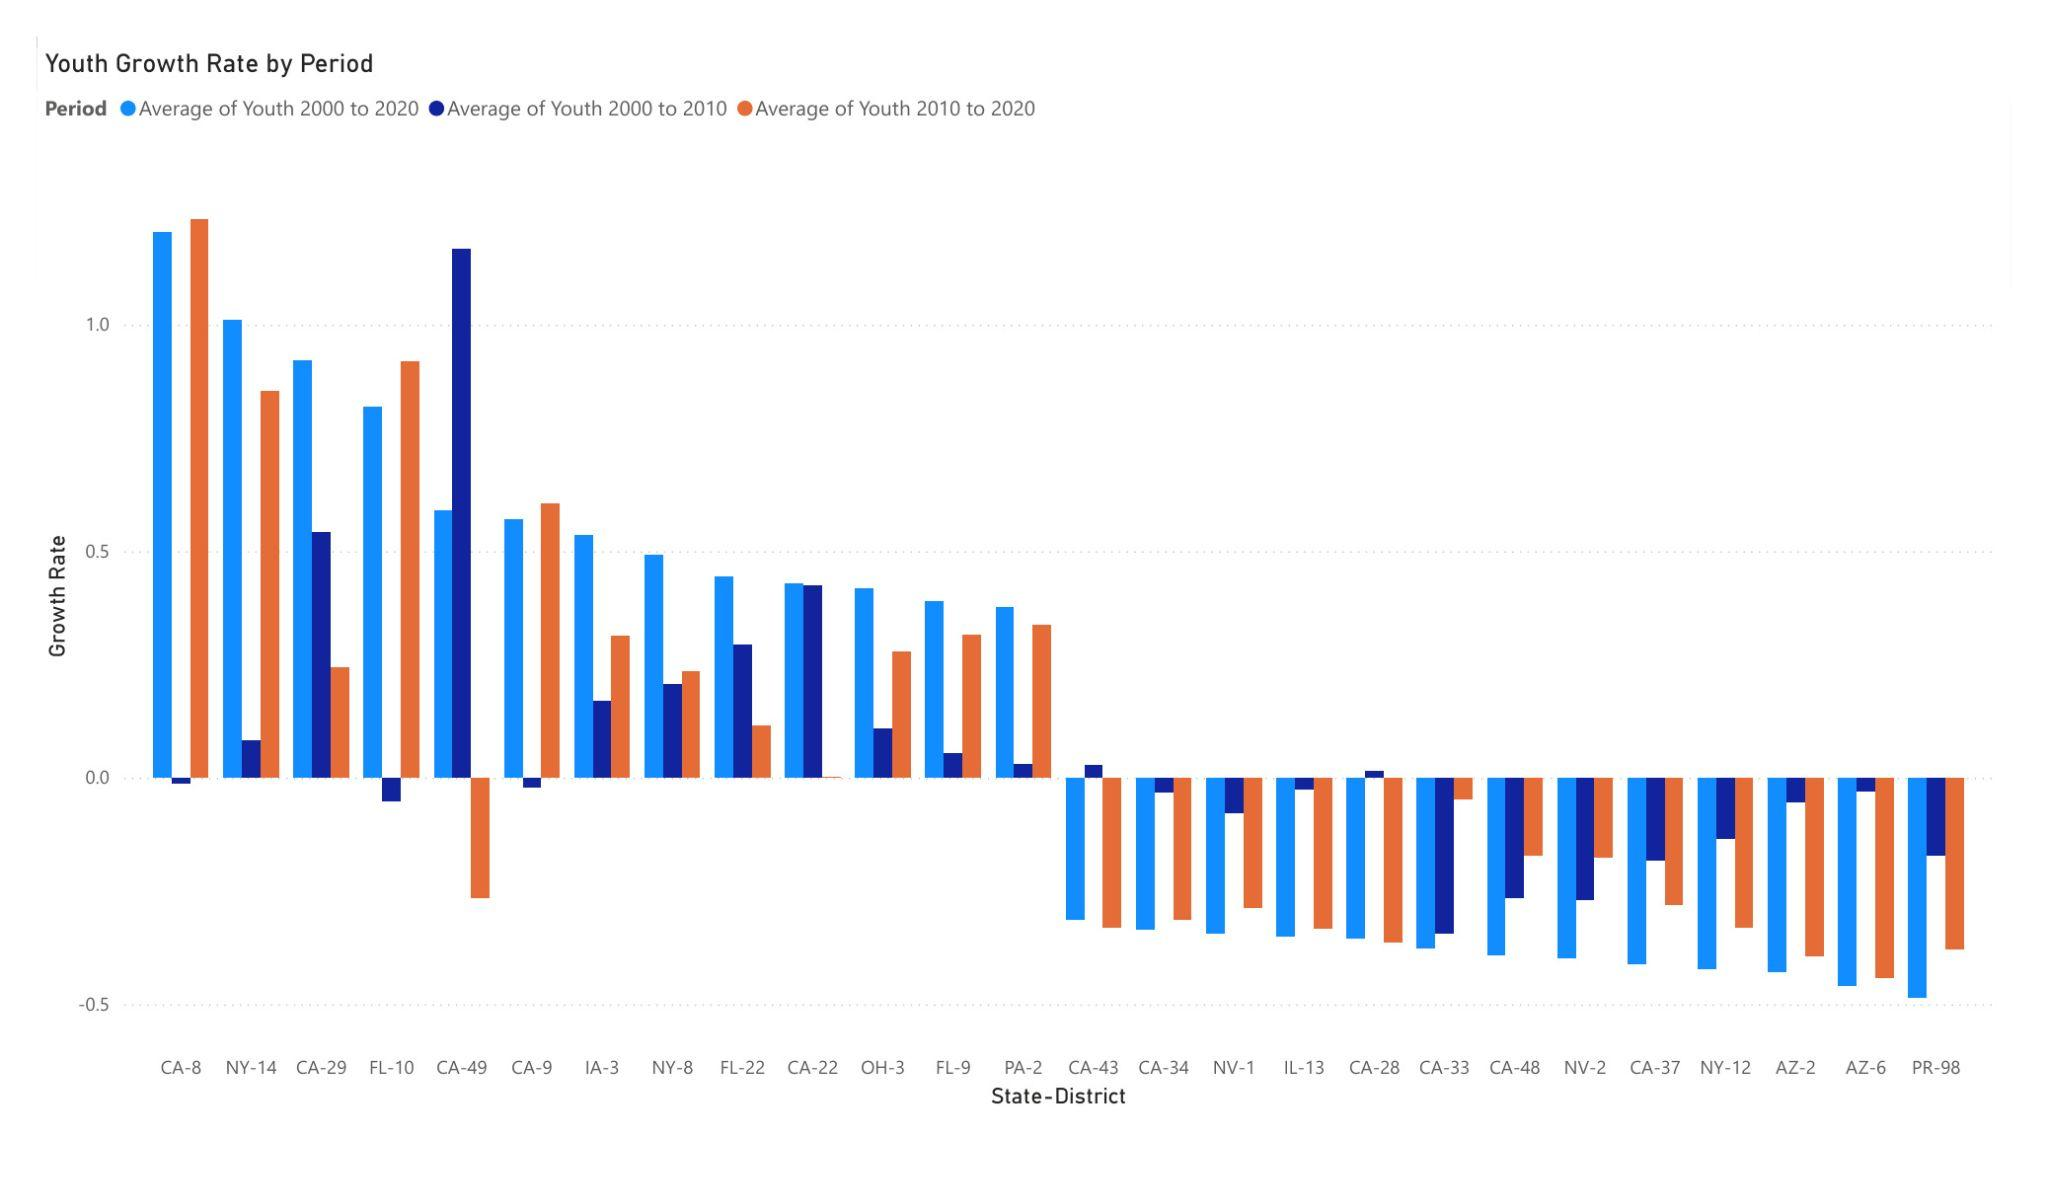 Youth Growth Rate by Period
Period Average of Youth 2000 to 2020 Average of Youth 2000 to 2010 Average of Youth 2010 to 2020
1.0
0.5
0.0
-0.5
Growth Rate
CA-8 NY-14 CA-29 FL-10 CA-49 CA-9 IA-3 NY-8 FL-22 CA-22 OH-3 FL-9 PA-2 CA-43 CA-34 NV-1 IL-13 CA-28 CA-33 CA-48 NV-2 CA-37 NY-12 AZ-2 AZ-6 PR-98
State-District